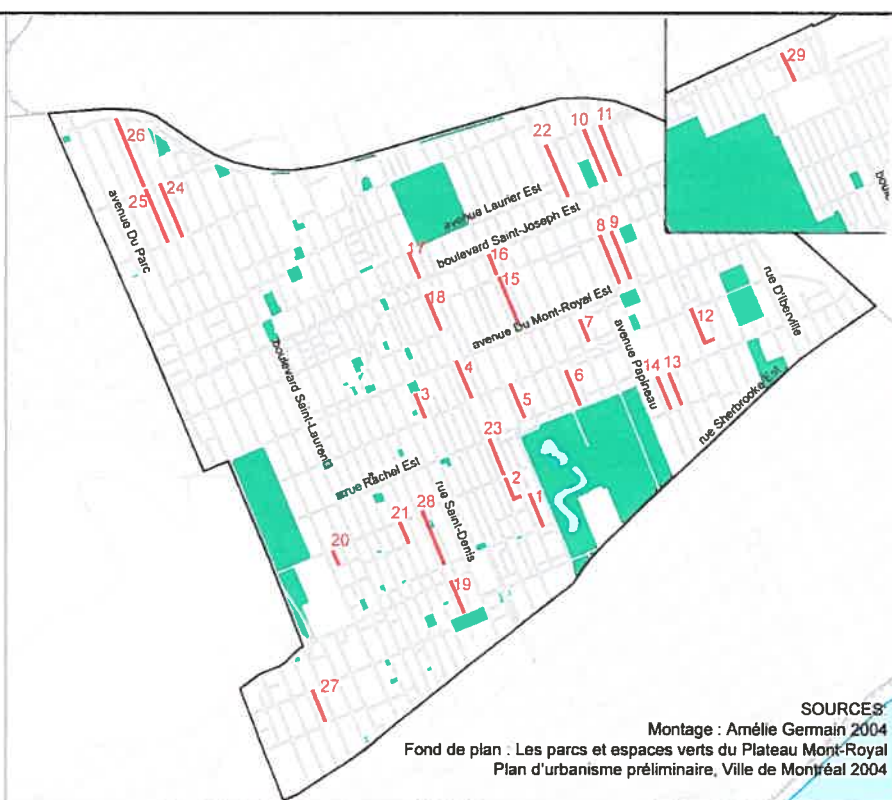 29
26
25
24
avenue Du Parc
22
10
11
avenue Laurier Est
boulevard Saint-Joseph Est
17
16
15
18
8
9
avenue Du Mont-Royal Est
7
avenue Papineau
12
rue D'Iberville
boulevard Saint-Laurent
3
4
5
6
14
13
rue Sherbrooke Est
23
rue Rachel Est
2
1
rue Saint-Denis
28
21
20
19
27
SOURCES:
Montage : Amélie Germain 2004
Fond de plan : Les parcs et espaces verts du Plateau Mont-Royal
Plan d'urbanisme préliminaire, Ville de Montréal 2004